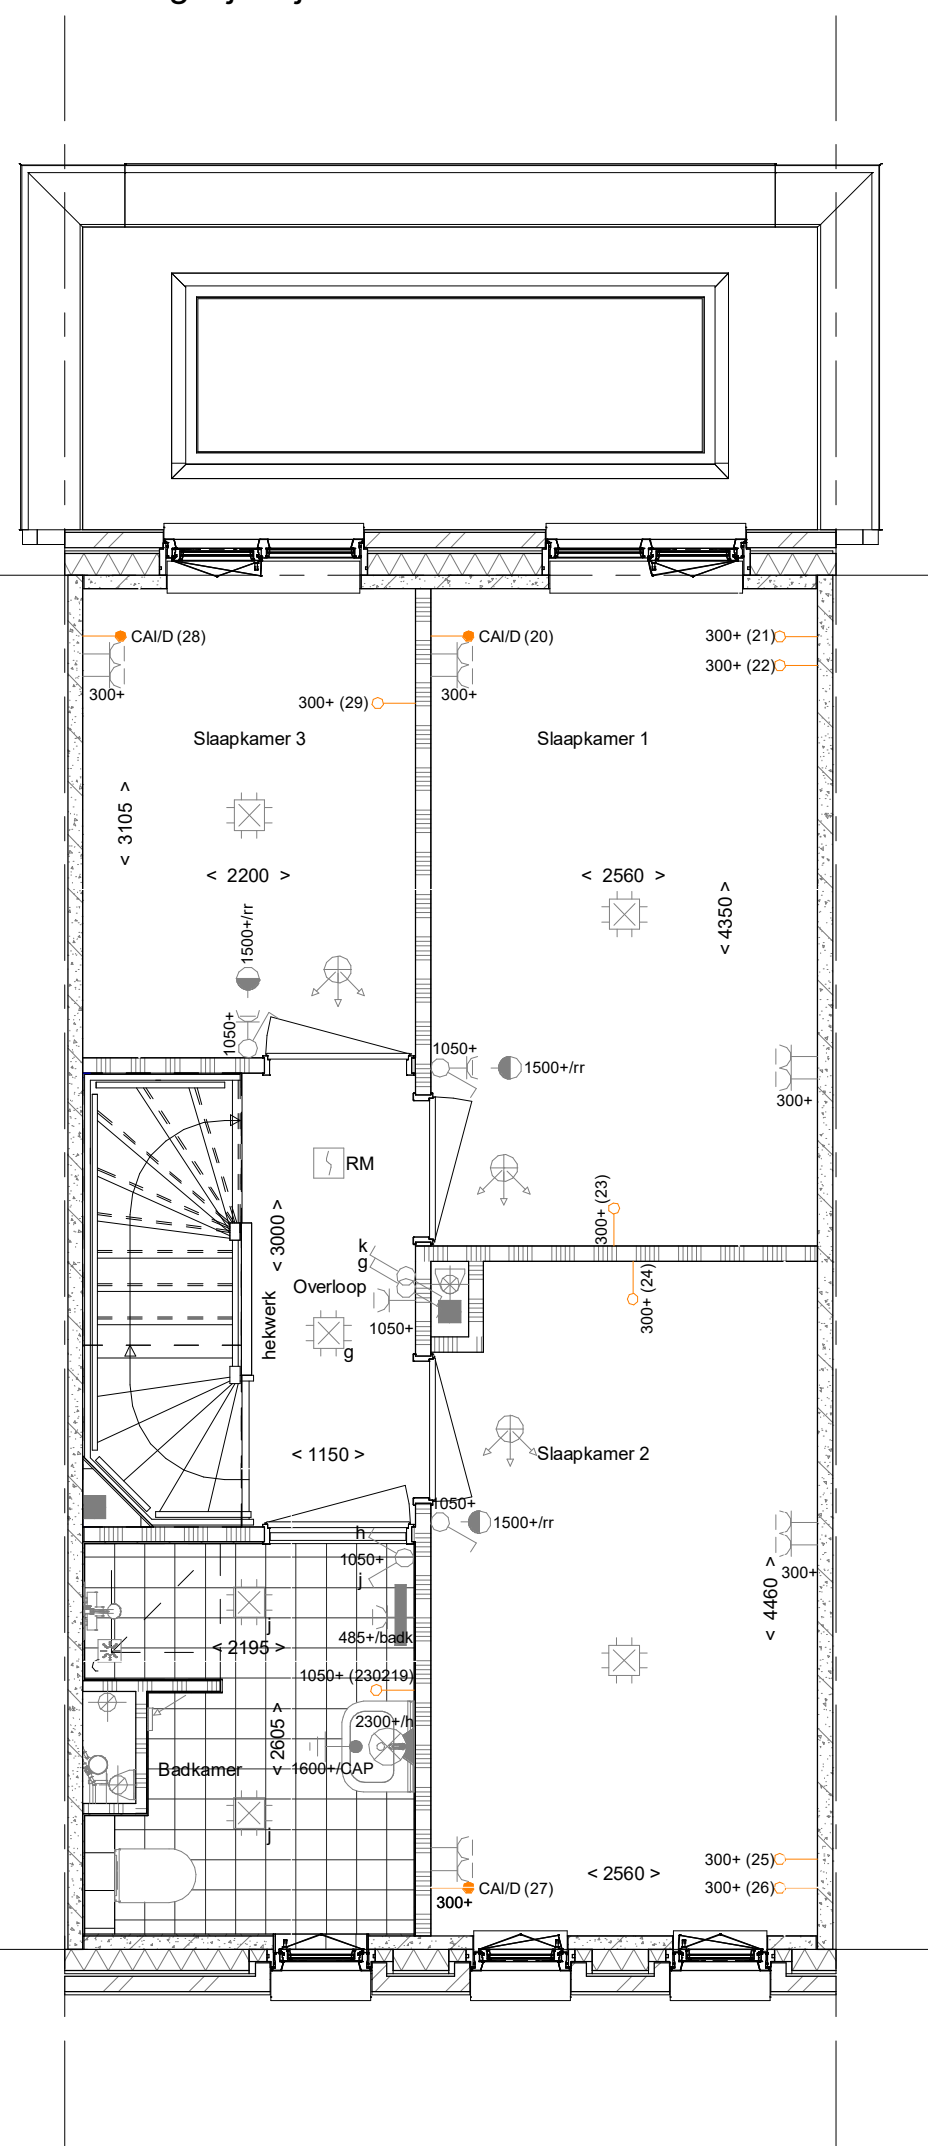 CAI/D (28)
300+
300+ (29)
CAI/D (20)
300+
300+ (21)
300+ (22)
Slaapkamer 3
Slaapkamer 1
< 3105 >
< 2200 >
< 2560 >
< 4350 >
1500+/rr
1050+
1050+
1500+/rr
300+
RM
300+ (23)
< 3000 >
k
g
Overloop
300+ (24)
hekwerk
1050+
g
< 1150 >
Slaapkamer 2
1050+
1500+/rr
h
1050+
j
300+
< 4460 >
j
485+/badk
< 2195 >
1050+ (230219)
2300+/h
< 2605 >
Badkamer
1600+/CAP
j
300+ (25)
< 2560 >
CAI/D (27)
300+ (26)
300+